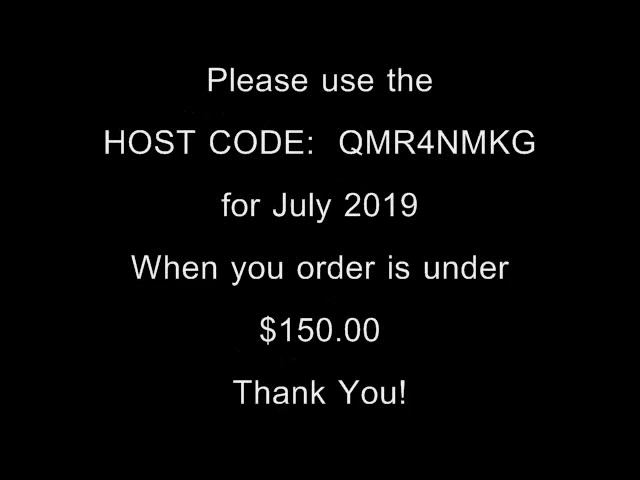 Please use the
HOST CODE:  QMR4NMKG
for July 2019
When you order is under
$150.00
Thank You!